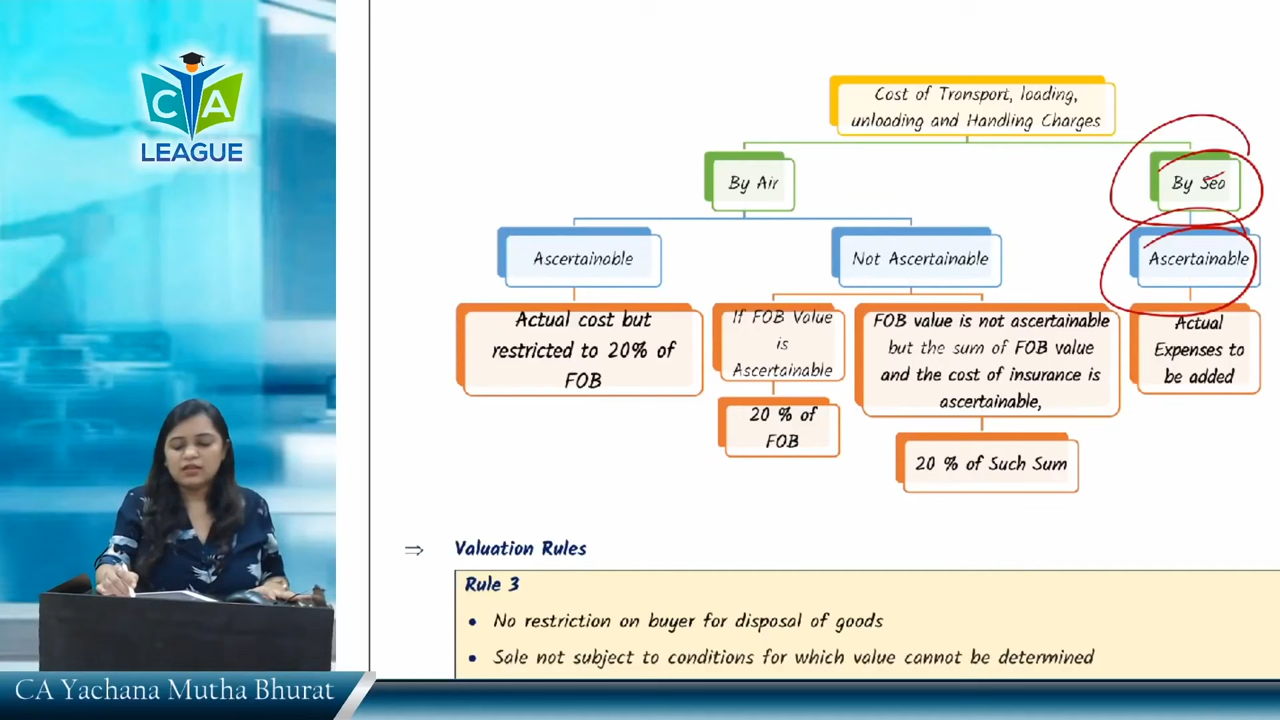 CA
LEAGUE
Cost of Transport, loading,
unloading and Handling Charges
By Air
By Sea
Ascertainable
Not Ascertainable
Ascertainable
Actual cost but
restricted to 20% of
FOB
If FOB Value
is
Ascertainable
FOB value is not ascertainable
but the sum of FOB value
and the cost of insurance is
ascertainable,
Actual
Expenses to
be added
20 % of
FOB
20 % of Such Sum
⇒ Valuation Rules
Rule 3
• No restriction on buyer for disposal of goods
• Sale not subject to conditions for which value cannot be determined
CA Yachana Mutha Bhurat